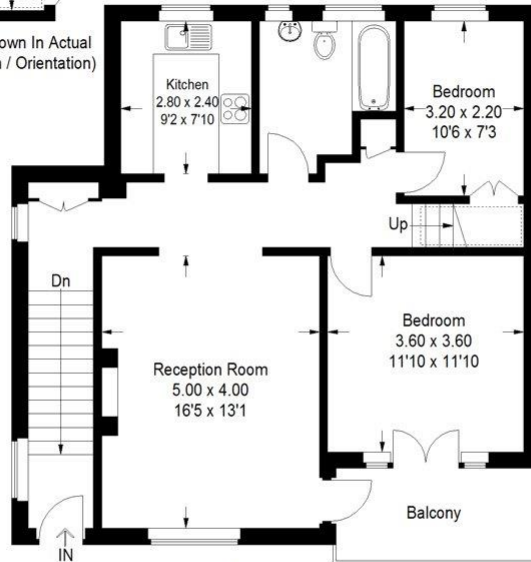 own In Actual
/ Orientation)
Kitchen
2.80 x 2.40
9'2 x 7'10
Bedroom
3.20 x 2.20
10'6 x 7'3
Up
Dn
Reception Room
5.00 x 4.00
16'5 x 13'1
Bedroom
3.60 x 3.60
11'10 x 11'10
Balcony
IN